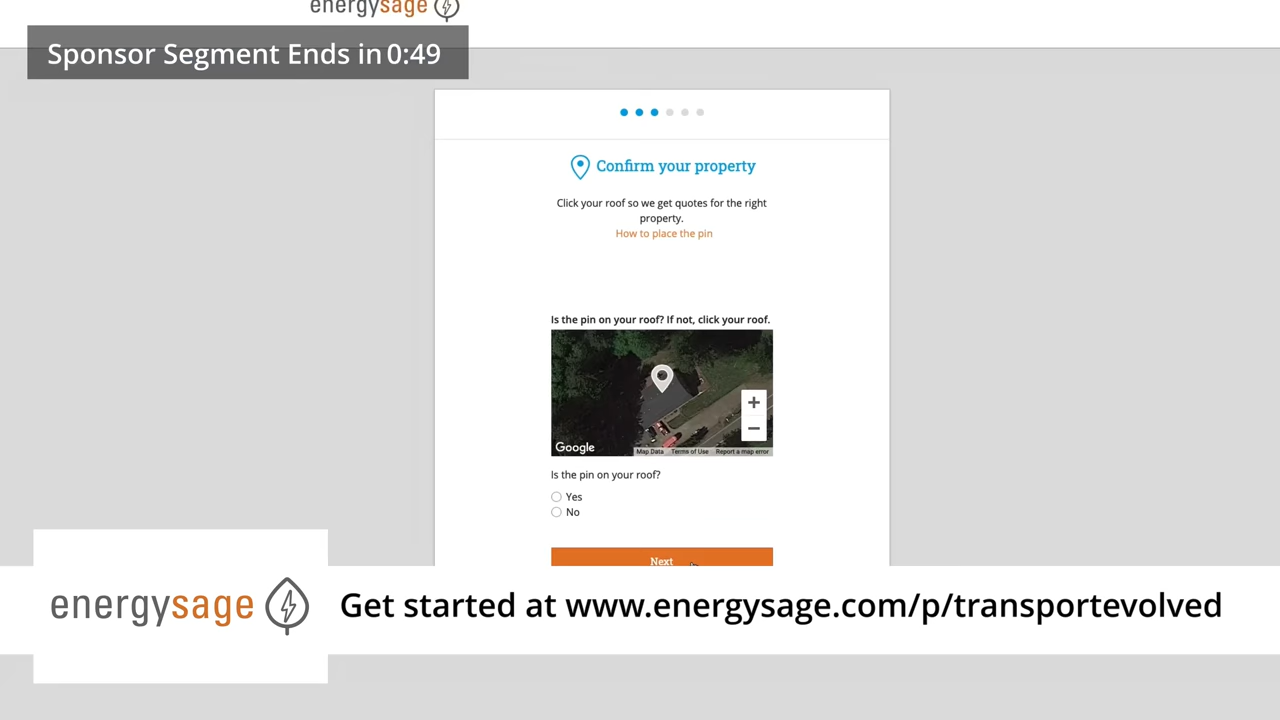 energysage
Sponsor Segment Ends in 0:49
Confirm your property
Click your roof so we get quotes for the right
property.
How to place the pin
Is the pin on your roof? If not, click your roof.
+
−
Google
Map Data
Terms of Use
Report a map error
Is the pin on your roof?
Yes
No
Next
energysage
Get started at www.energysage.com/p/transportevolved